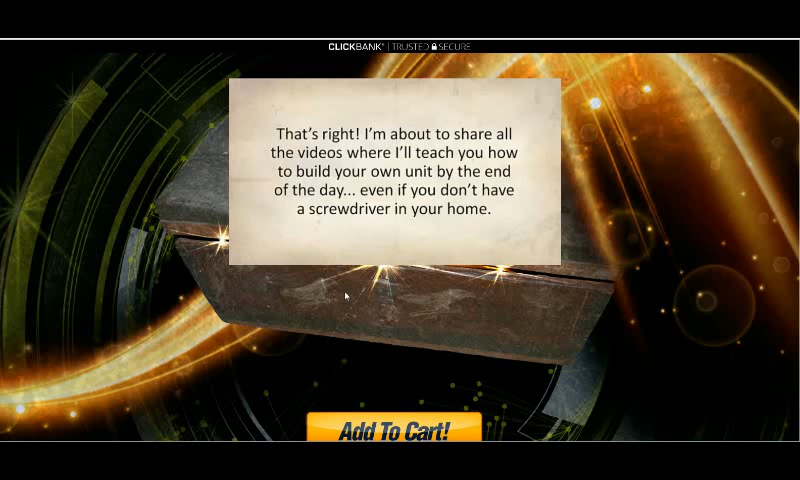 CLICKBANK® | TRUSTED SECURE
That's right! I'm about to share all
the videos where I'll teach you how
to build your own unit by the end
of the day... even if you don't have
a screwdriver in your home.
Add To Cart!